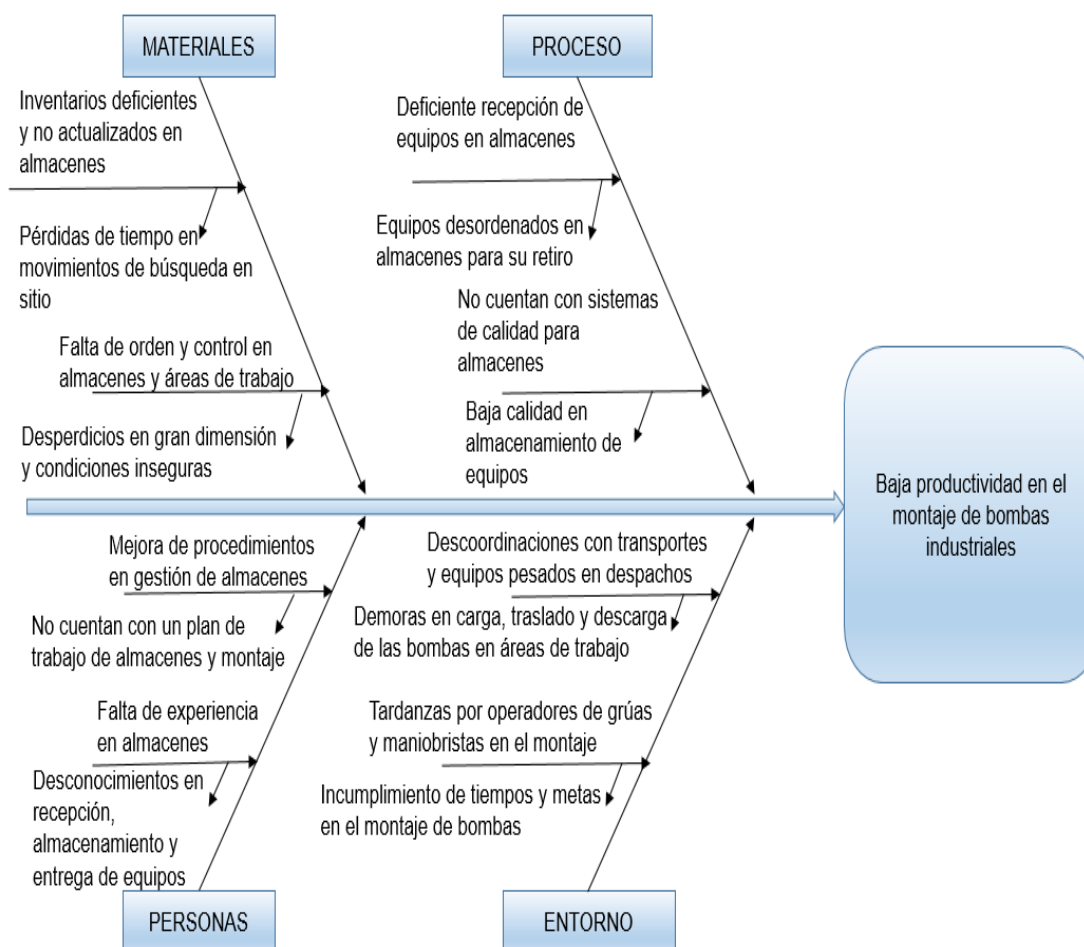 MATERIALES
PROCESO
Inventarios deficientes
y no actualizados en
almacenes
Pérdidas de tiempo en
movimientos de búsqueda en
sitio
Falta de orden y control en
almacenes y áreas de trabajo
Desperdicios en gran dimensión
y condiciones inseguras
Deficiente recepción de
equipos en almacenes
Equipos desordenados en
almacenes para su retiro
No cuentan con sistemas
de calidad para
almacenes
Baja calidad en
almacenamiento de
equipos
Baja productividad en el
montaje de bombas
industriales
Mejora de procedimientos
en gestión de almacenes
No cuentan con un plan de
trabajo de almacenes y montaje
Falta de experiencia
en almacenes
Desconocimientos en
recepción,
almacenamiento y
entrega de equipos
Descoordinaciones con transportes
y equipos pesados en despachos
Demoras en carga, traslado y descarga
de las bombas en áreas de trabajo
Tardanzas por operadores de grúas
y maniobristas en el montaje
Incumplimiento de tiempos y metas
en el montaje de bombas
PERSONAS
ENTORNO